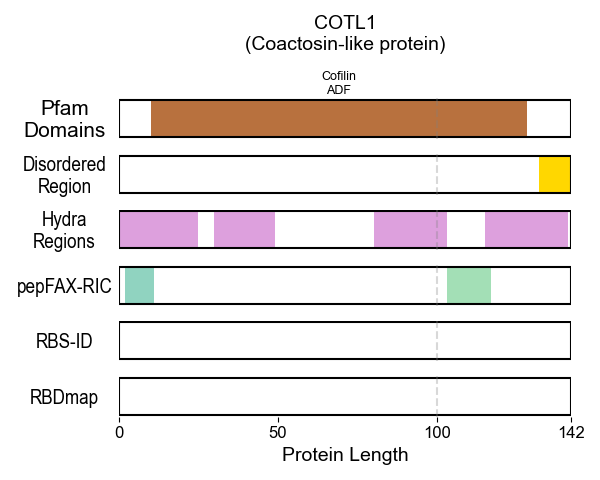 COTL1
(Coactosin-like protein)
Cofilin
ADF
Pfam
Domains
Disordered
Region
Hydra
Regions
pepFAX-RIC
RBS-ID
RBDmap
0 50 100 142
Protein Length